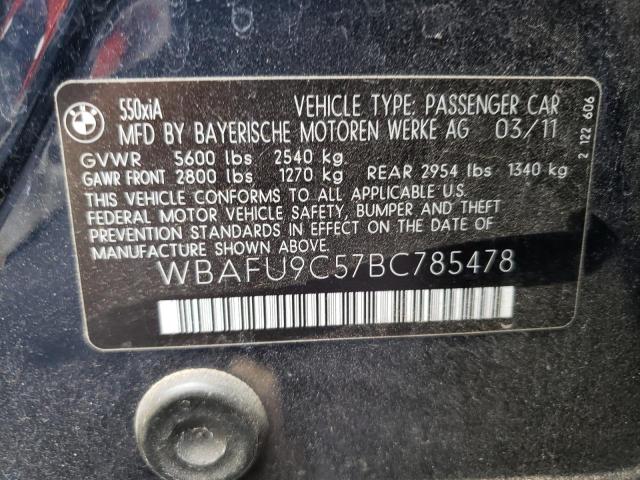 550xiA VEHICLE TYPE: PASSENGER CAR
MFD BY BAYERISCHE MOTOREN WERKE AG 03/11
GVWR 5600 lbs 2540 kg
GAWR FRONT 2800 lbs 1270 kg REAR 2954 lbs 1340 kg
THIS VEHICLE CONFORMS TO ALL APPLICABLE U.S.
FEDERAL MOTOR VEHICLE SAFETY, BUMPER AND THEFT
PREVENTION STANDARDS IN EFFECT ON THE DATE OF
MANUFACTURE SHOWN ABOVE.
WBAFU9C57BC785478
2 122 606